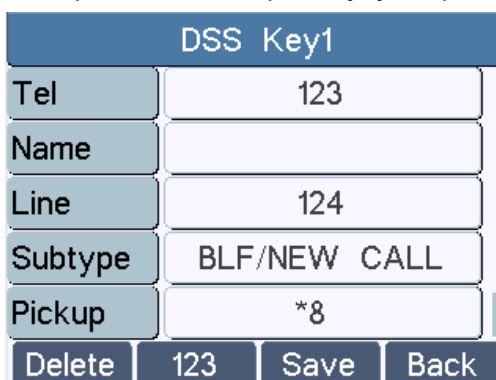 DSS Key1
Tel 123
Name
Line 124
Subtype BLF/NEW CALL
Pickup *8
Delete 123 Save Back